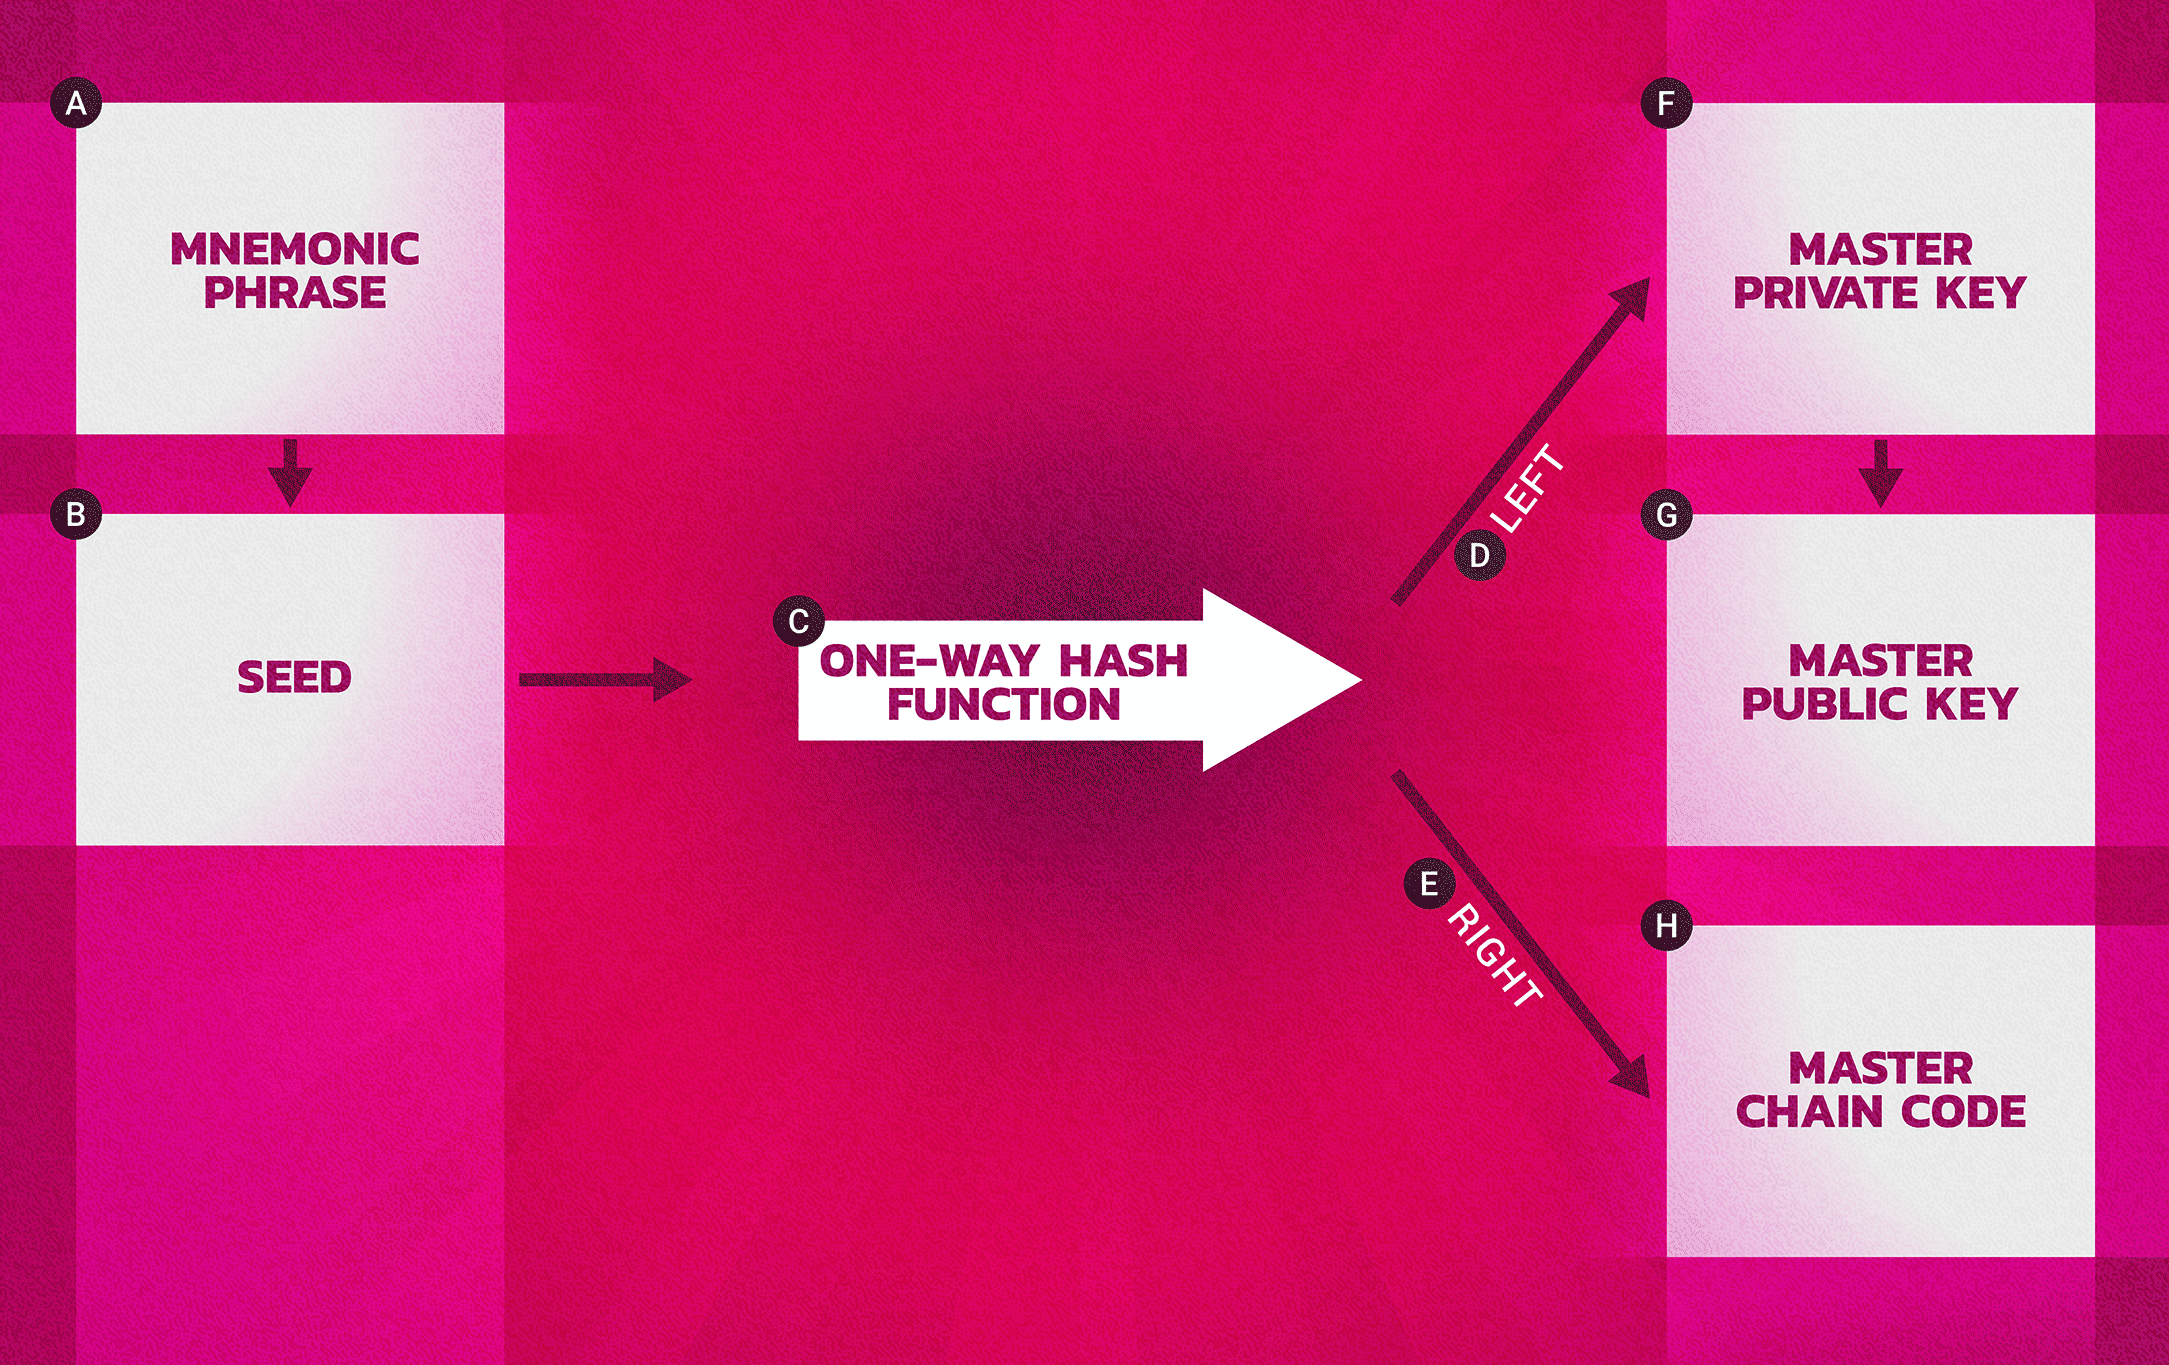 A
MNEMONIC
PHRASE
B
SEED
C
ONE-WAY HASH
FUNCTION
D
LEFT
E
RIGHT
F
MASTER
PRIVATE KEY
G
MASTER
PUBLIC KEY
H
MASTER
CHAIN CODE